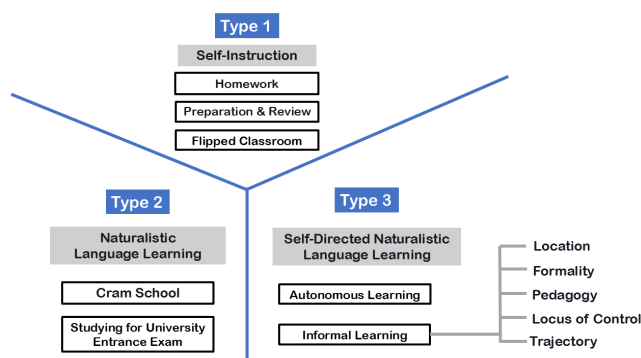 Type 1
Self-Instruction
Homework
Preparation & Review
Flipped Classroom
Type 2
Naturalistic
Language Learning
Cram School
Studying for University
Entrance Exam
Type 3
Self-Directed Naturalistic
Language Learning
Autonomous Learning
Informal Learning
Location
Formality
Pedagogy
Locus of Control
Trajectory